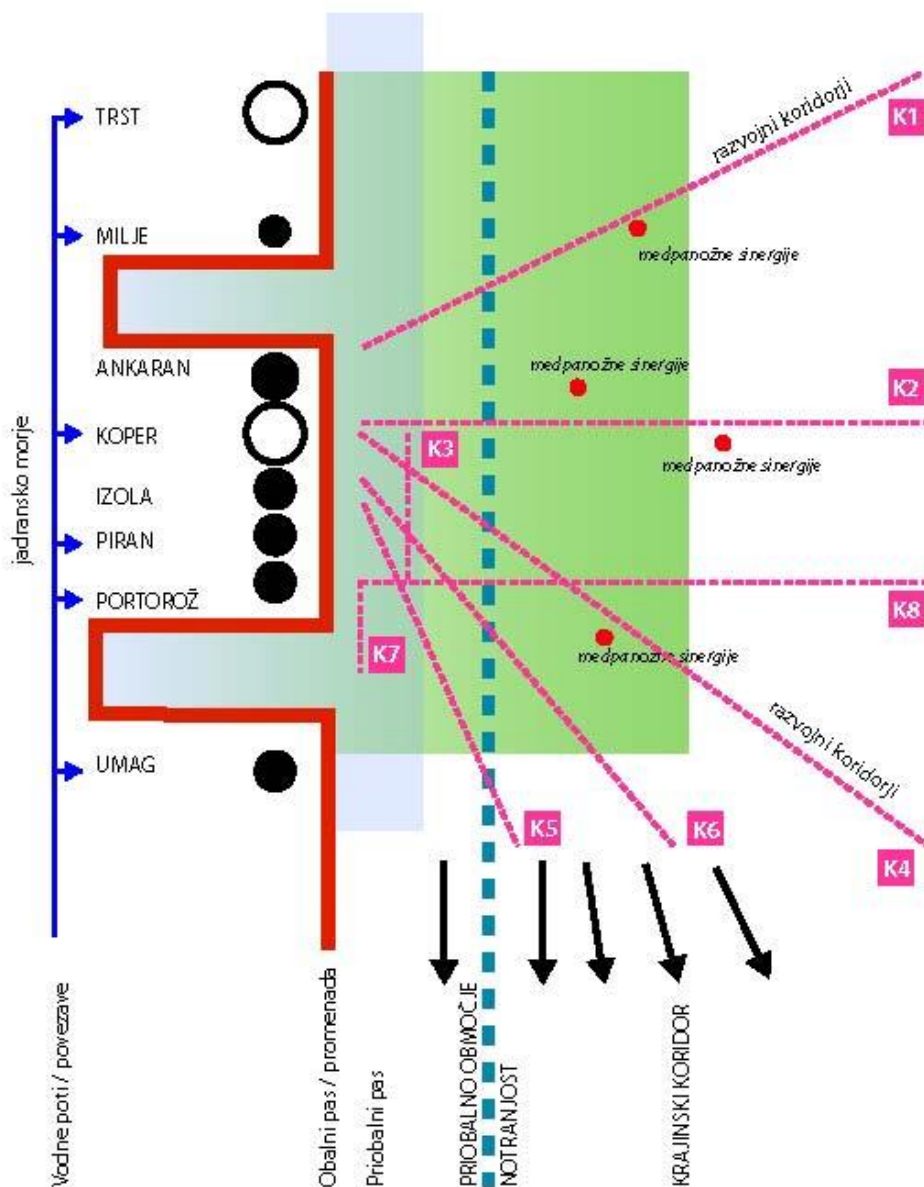 razvojni koridorji
K1
TRST
MILJE
medpanožne sinergije
ANKARAN
medpanožne sinergije
K2
KOPER
K3
medpanožne sinergije
IZOLA
jadransko morje
PIRAN
PORTOROŽ
K8
K7
medpanožne sinergije
razvojni koridorji
UMAG
K5
K6
K4
Vodne poti / povezave
Obalni pas / promenada
Priobalni pas
PRIOBALNO OBMOČJE
NOTRANJOST
KRAJINSKI KORIDOR